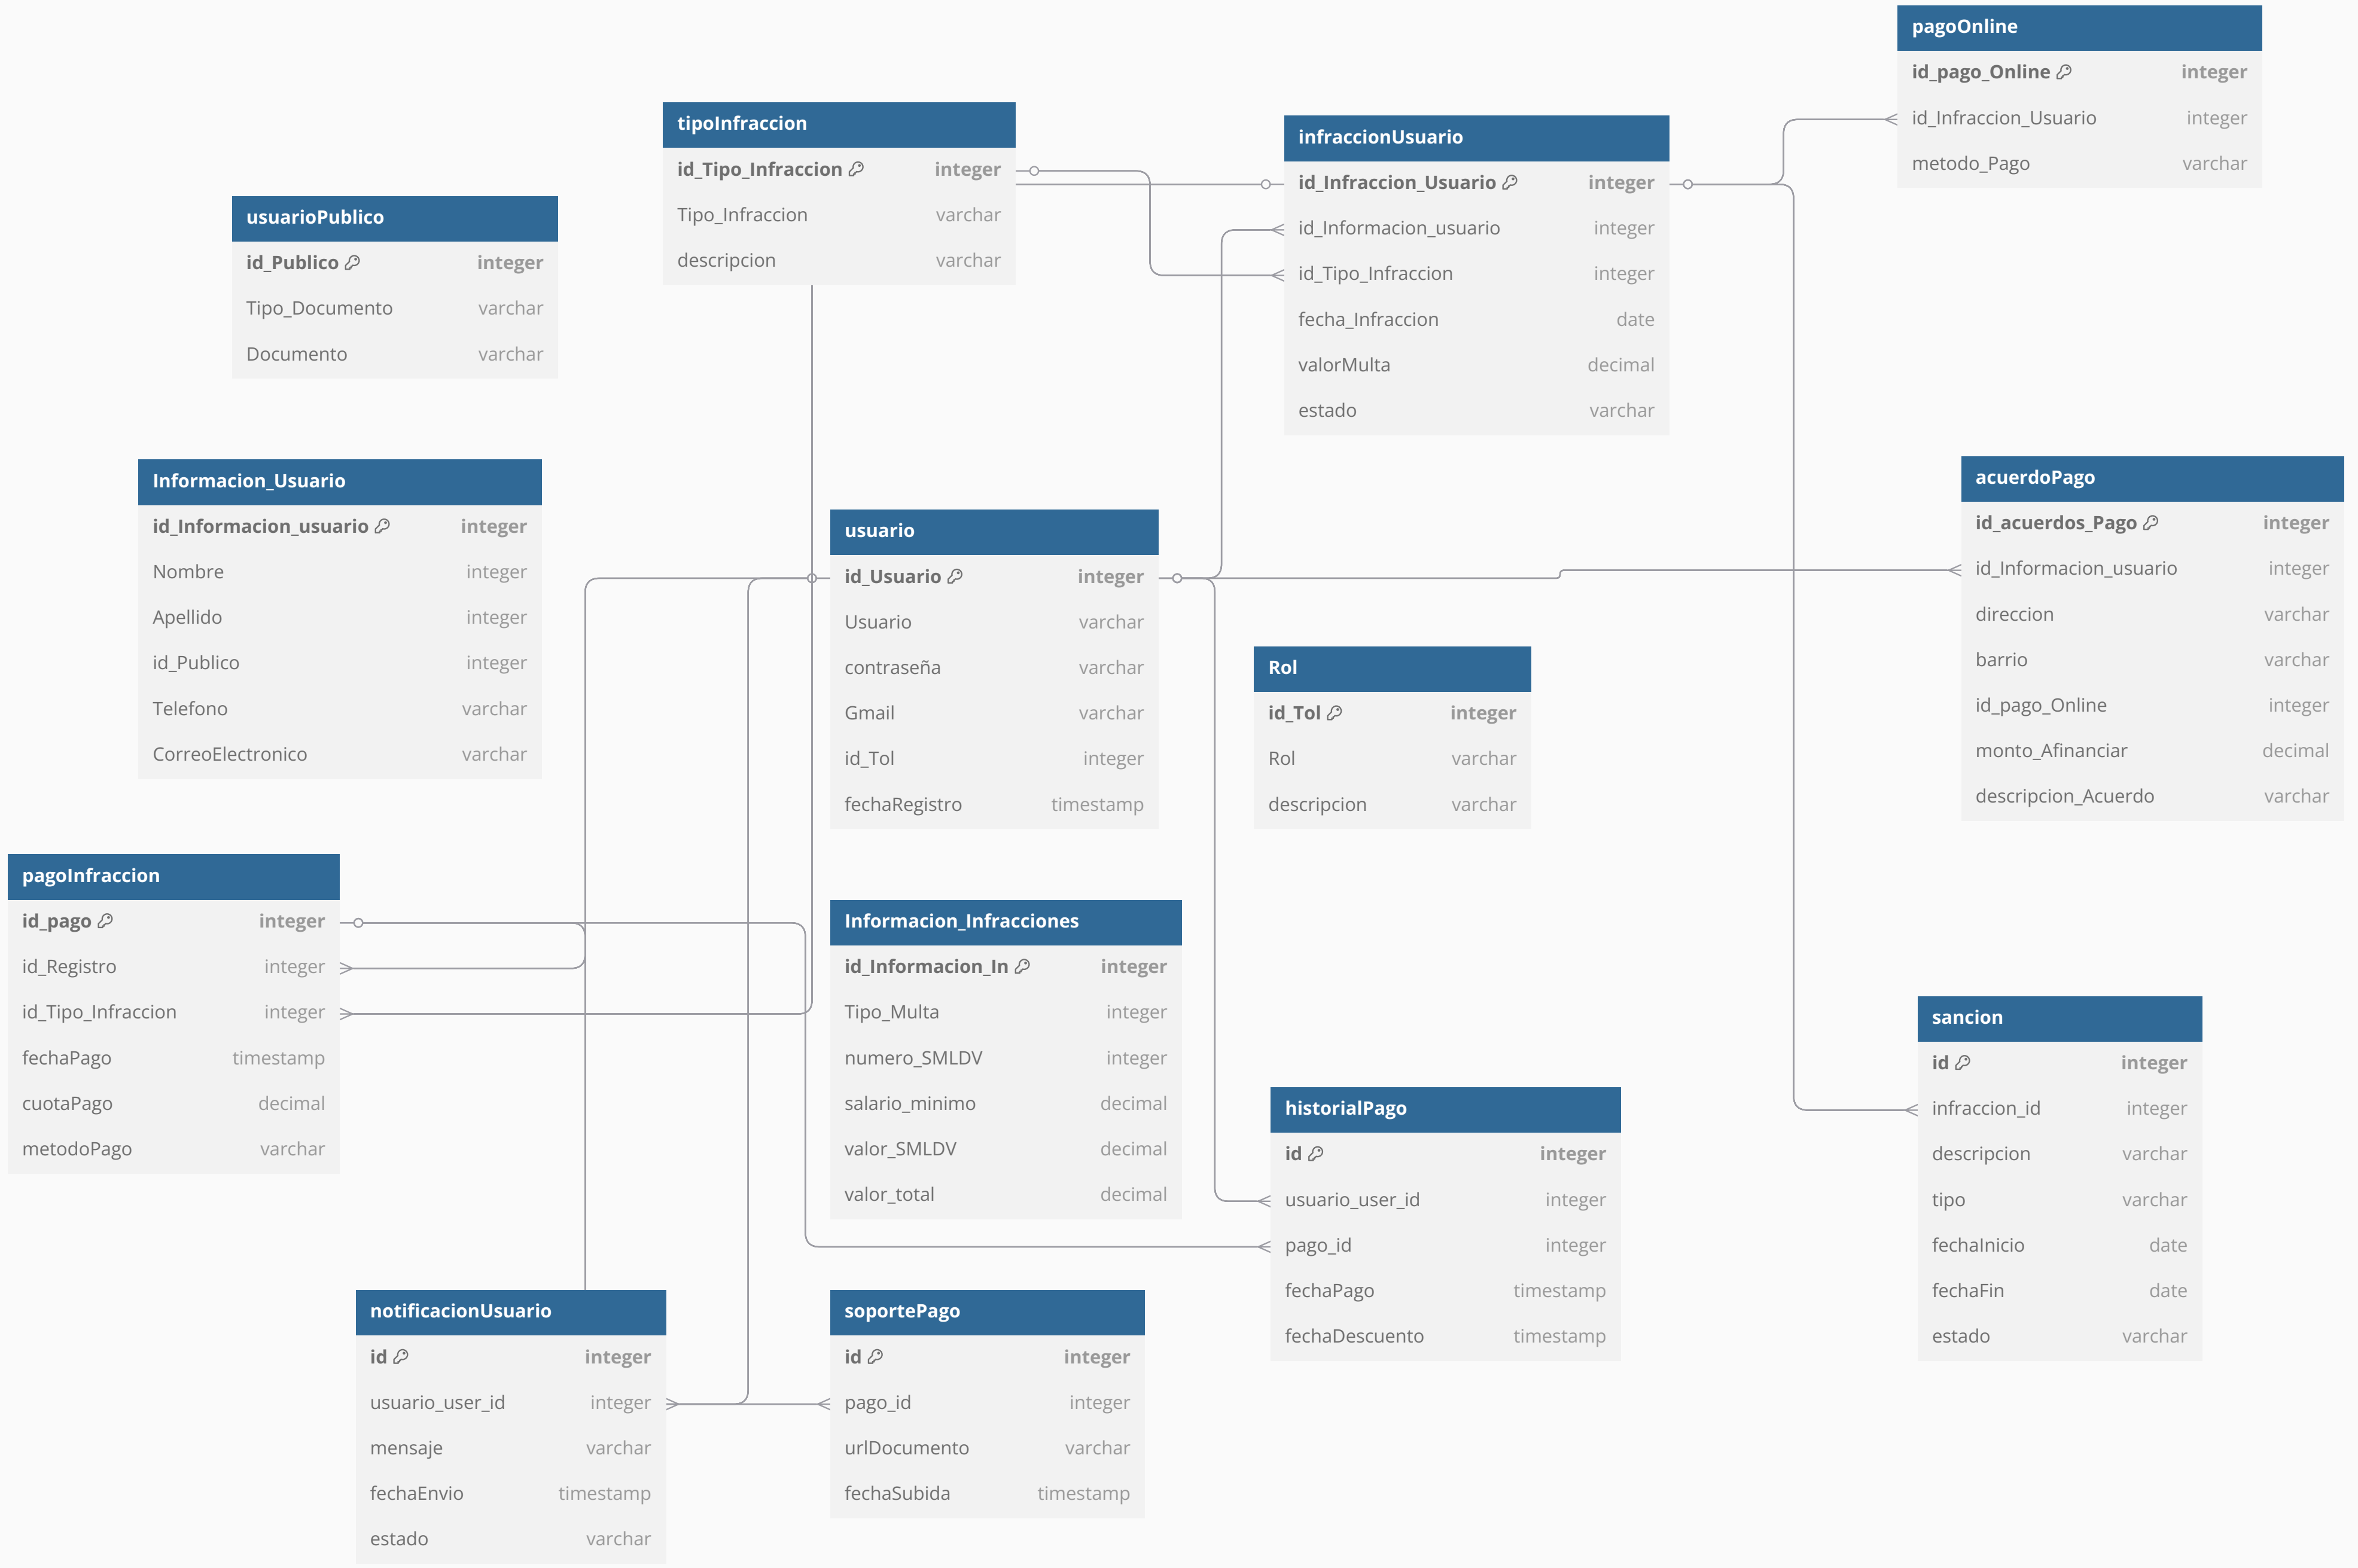 pagoOnline
id_pago_Online integer
id_Infraccion_Usuario integer
metodo_Pago varchar
tipoInfraccion
id_Tipo_Infraccion integer
Tipo_Infraccion varchar
descripcion varchar
infraccionUsuario
id_Infraccion_Usuario integer
id_Informacion_usuario integer
id_Tipo_Infraccion integer
fecha_Infraccion date
valorMulta decimal
estado varchar
usuarioPublico
id_Publico integer
Tipo_Documento varchar
Documento varchar
Informacion_Usuario
id_Informacion_usuario integer
Nombre integer
Apellido integer
id_Publico integer
Telefono varchar
CorreoElectronico varchar
usuario
id_Usuario integer
Usuario varchar
contraseña varchar
Gmail varchar
id_Tol integer
fechaRegistro timestamp
Rol
id_Tol integer
Rol varchar
descripcion varchar
acuerdoPago
id_acuerdos_Pago integer
id_Informacion_usuario integer
direccion varchar
barrio varchar
id_pago_Online integer
monto_Afinanciar decimal
descripcion_Acuerdo varchar
pagoInfraccion
id_pago integer
id_Registro integer
id_Tipo_Infraccion integer
fechaPago timestamp
cuotaPago decimal
metodoPago varchar
Informacion_Infracciones
id_Informacion_In integer
Tipo_Multa integer
numero_SMLDV integer
salario_minimo decimal
valor_SMLDV decimal
valor_total decimal
historialPago
id integer
usuario_user_id integer
pago_id integer
fechaPago timestamp
fechaDescuento timestamp
sancion
id integer
infraccion_id integer
descripcion varchar
tipo varchar
fechaInicio date
fechaFin date
estado varchar
notificacionUsuario
id integer
usuario_user_id integer
mensaje varchar
fechaEnvio timestamp
estado varchar
soportePago
id integer
pago_id integer
urlDocumento varchar
fechaSubida timestamp